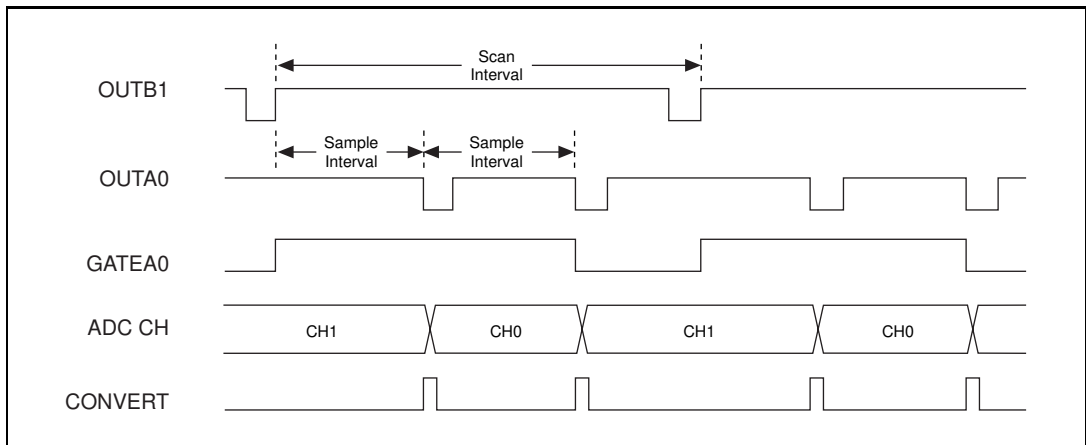 Scan
Interval
OUTB1
Sample
Interval
Sample
Interval
OUTA0
GATEA0
ADC CH
CH1
CH0
CH1
CH0
CONVERT